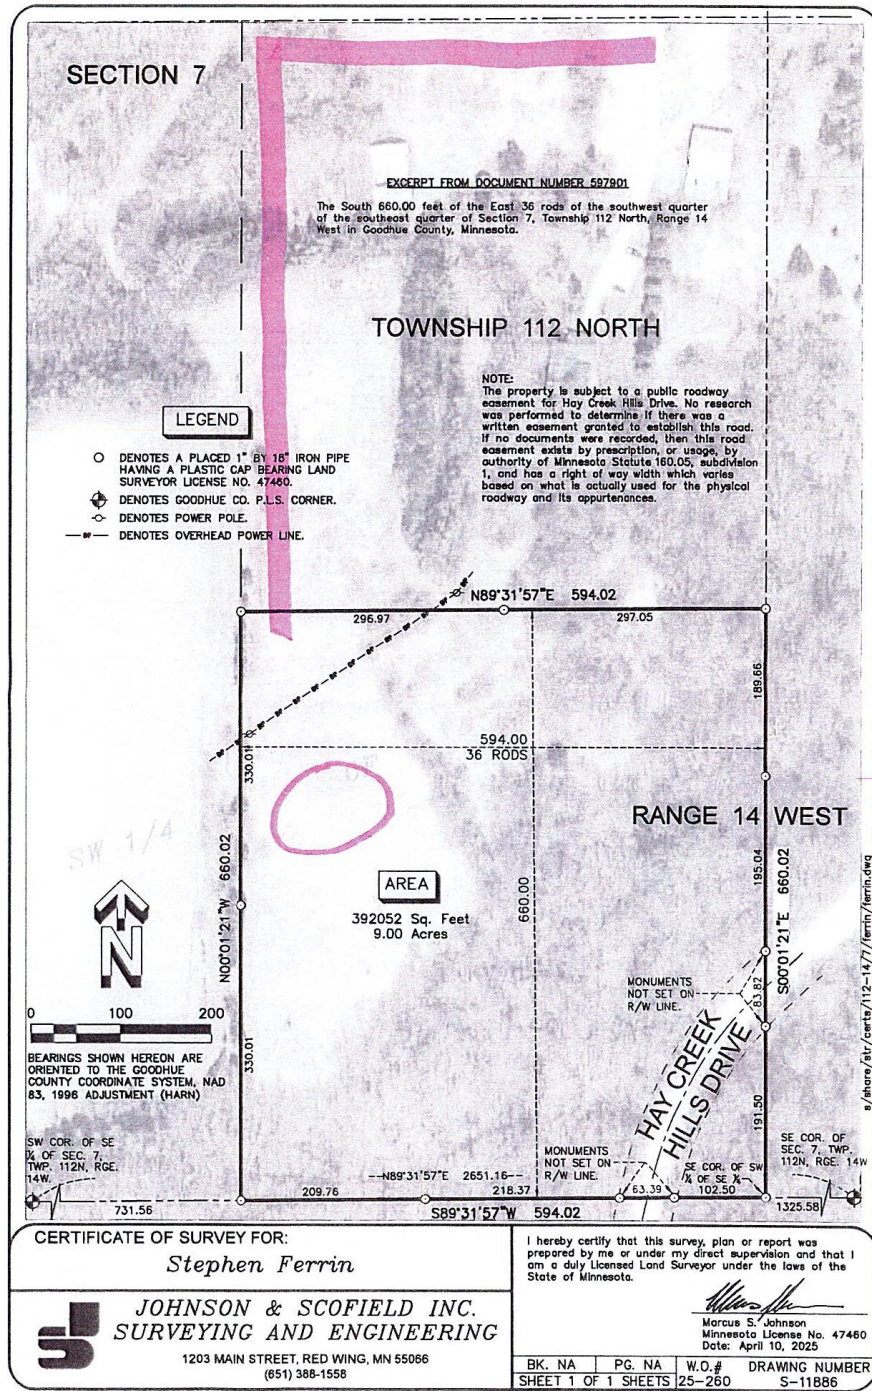 SECTION 7
EXCERPT FROM DOCUMENT NUMBER 597901
The South 660.00 feet of the East 36 rods of the southwest quarter
of the southeast quarter of Section 7, Township 112 North, Range 14
West in Goodhue County, Minnesota.
TOWNSHIP 112 NORTH
NOTE:
The property is subject to a public roadway
easement for Hay Creek Hills Drive. No research
was performed to determine if there was a
written easement granted to establish this road.
If no documents were recorded, then this road
easement exists by prescription, or usage, by
authority of Minnesota Statute 160.05, subdivision
1, and has a right of way width which varies
based on what is actually used for the physical
roadway and its appurtenances.
LEGEND
DENOTES A PLACED 1" BY 18" IRON PIPE
HAVING A PLASTIC CAP BEARING LAND
SURVEYOR LICENSE NO. 47460.
DENOTES GOODHUE CO. P.L.S. CORNER.
DENOTES POWER POLE.
DENOTES OVERHEAD POWER LINE.
N89°31'57"E 594.02
296.97
297.05
189.66
594.00
36 RODS
330.01
RANGE 14 WEST
SW 1/4
N00°01'21"W 660.02
AREA
392052 Sq. Feet
9.00 Acres
660.00
195.04
S00°01'21"E 660.02
N
MONUMENTS
NOT SET ON
R/W LINE.
83.82
0 100 200
HAY CREEK
HILLS DRIVE
BEARINGS SHOWN HEREON ARE
ORIENTED TO THE GOODHUE
COUNTY COORDINATE SYSTEM, NAD
83, 1996 ADJUSTMENT (HARN)
330.01
191.50
SW COR. OF SE
¼ OF SEC. 7,
TWP. 112N, RGE.
14W.
MONUMENTS
NOT SET ON
R/W LINE.
SE COR. OF SW
¼ OF SE ¼
SE COR. OF
SEC. 7, TWP.
112N, RGE. 14W
N89°31'57"E 2651.16
731.56
209.76
218.37
63.39
102.50
1325.58
S89°31'57"W 594.02
s/share/str/certs/112-14/7/ferrin/ferrin.dwg
CERTIFICATE OF SURVEY FOR:
Stephen Ferrin
JOHNSON & SCOFIELD INC.
SURVEYING AND ENGINEERING
1203 MAIN STREET, RED WING, MN 55066
(651) 388-1558
I hereby certify that this survey, plan or report was
prepared by me or under my direct supervision and that I
am a duly Licensed Land Surveyor under the laws of the
State of Minnesota.
Marcus S. Johnson
Minnesota License No. 47460
Date: April 10, 2025
BK. NA PG. NA W.O.# DRAWING NUMBER
SHEET 1 OF 1 SHEETS 25-260 S-11886